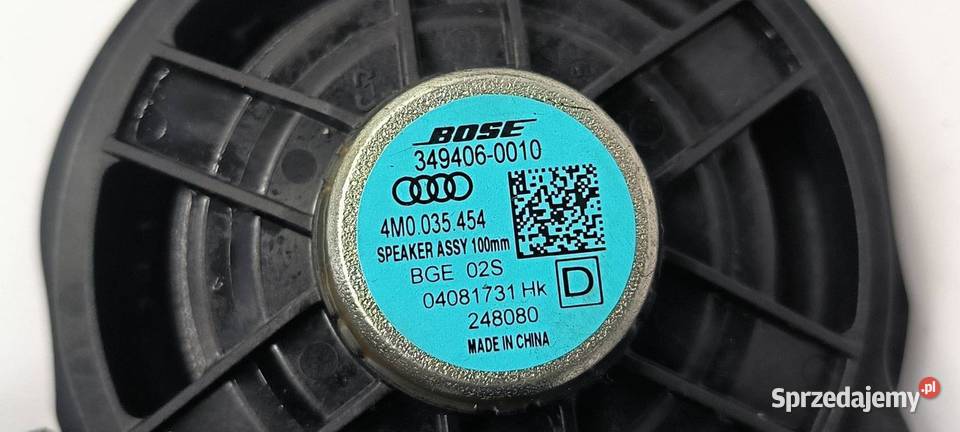 BOSE
349406-0010
4M0.035.454
SPEAKER ASSY 100mm
BGE 02S
04081731 Hk
D
248080
MADE IN CHINA
Sprzedajemy.pl